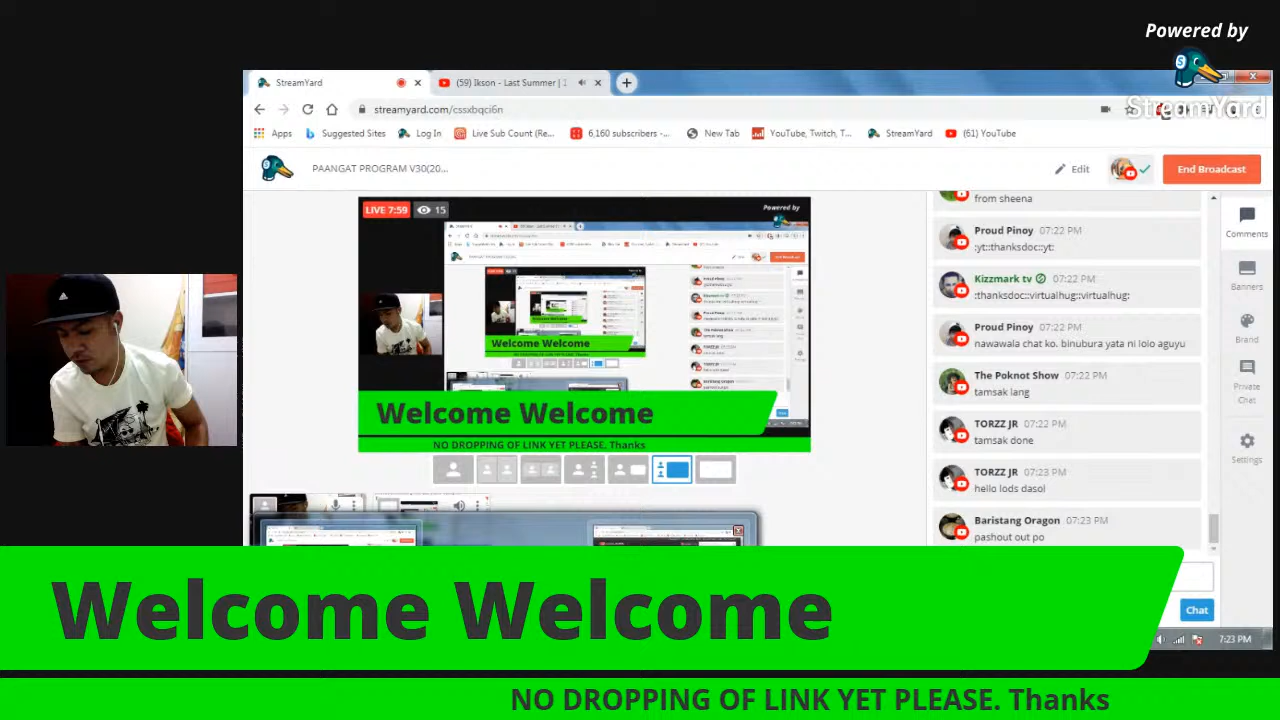 Powered by
StreamYard
StreamYard
(59) Ikson - Last Summer |
streamyard.com/cssxbqci6n
Apps
Suggested Sites
Log In
Live Sub Count (Re...
6,160 subscribers -...
New Tab
YouTube, Twitch, T...
StreamYard
(61) YouTube
PAANGAT PROGRAM V30(20...
Edit
End Broadcast
LIVE 7:59
15
Powered by
Welcome Welcome
Welcome Welcome
NO DROPPING OF LINK YET PLEASE. Thanks
from sheena
Proud Pinoy 07:22 PM
:yt::thanksdoc::yt:
Kizzmark tv 07:22 PM
:thanksdoc::virtualhug::virtualhug:
Proud Pinoy 07:22 PM
nawawala chat ko. binubura yata ni lolo aguyu
The Poknot Show 07:22 PM
tamsak lang
TORZZ JR 07:22 PM
tamsak done
TORZZ JR 07:23 PM
hello lods dasol
Baristang Oragon 07:23 PM
pashout out po
Chat
Comments
Banners
Brand
Private
Chat
Settings
7:23 PM
Welcome Welcome
NO DROPPING OF LINK YET PLEASE. Thanks